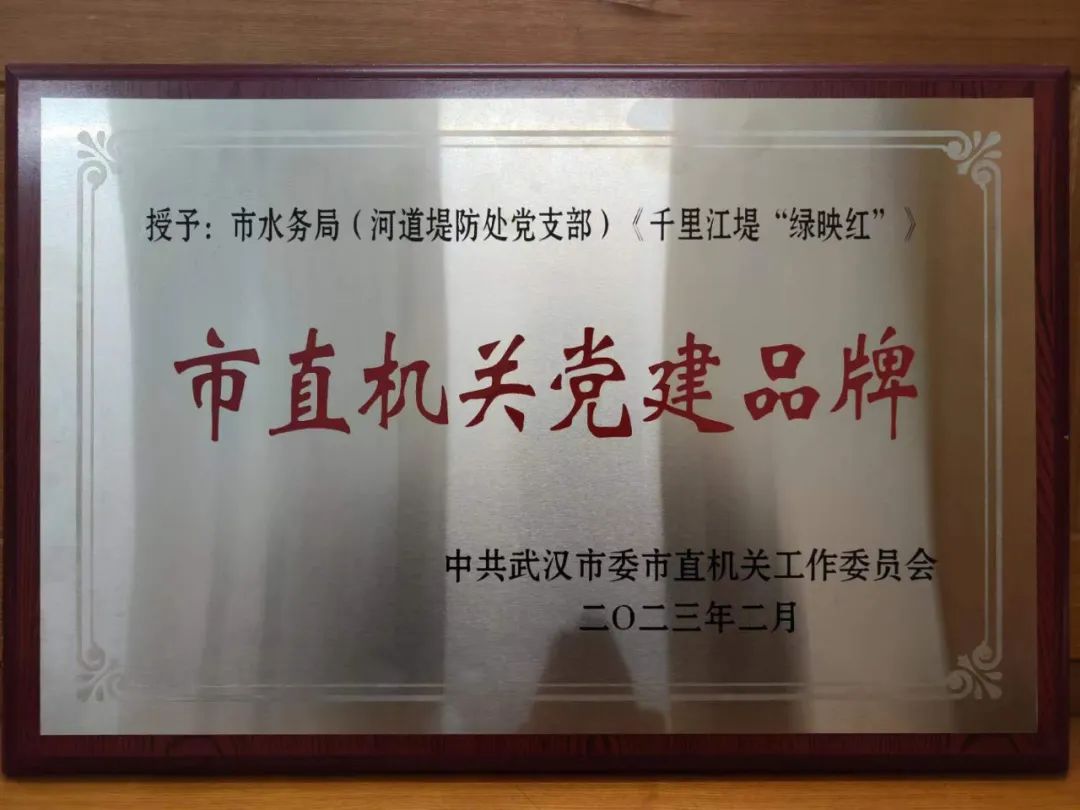 授予：市水务局（河道堤防处党支部）《千里江堤“绿映红”》
市直机关党建品牌
中共武汉市委市直机关工作委员会
二〇二三年二月